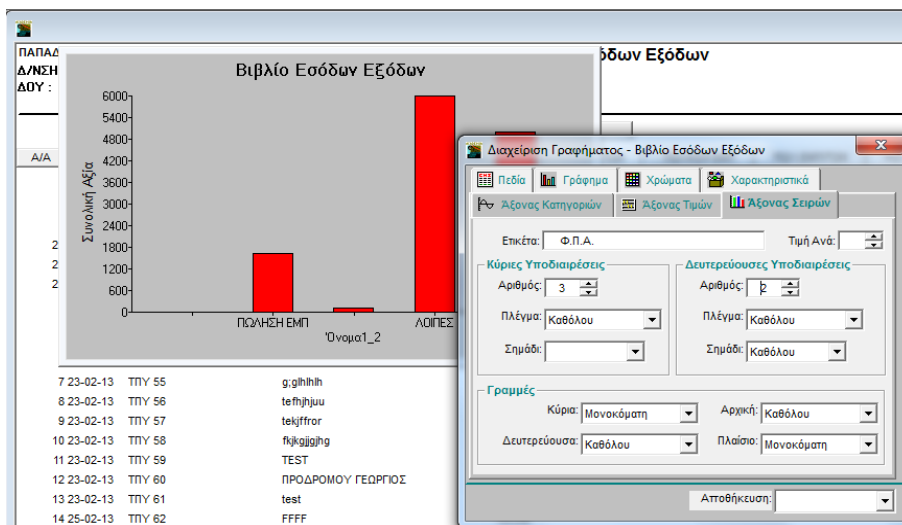 ΠΑΠΑΔ
Δ/ΝΣΗ
ΔΟΥ :
όδων Εξόδων
Α/Α
Βιβλίο Εσόδων Εξόδων
Συνολική Αξία
6000
5400
4800
4200
3600
3000
2400
1800
1200
600
0
ΠΩΛΗΣΗ ΕΜΠ
ΛΟΙΠΕΣ
Όνομα1_2
2
2
2
7 23-02-13 ΤΠΥ 55 g;glhlhlh
8 23-02-13 ΤΠΥ 56 tefhjhjuu
9 23-02-13 ΤΠΥ 57 tekjffror
10 23-02-13 ΤΠΥ 58 fkjkgjjgjhg
11 23-02-13 ΤΠΥ 59 TEST
12 23-02-13 ΤΠΥ 60 ΠΡΟΔΡΟΜΟΥ ΓΕΩΡΓΙΟΣ
13 23-02-13 ΤΠΥ 61 test
14 25-02-13 ΤΠΥ 62 FFFF
Διαχείριση Γραφήματος - Βιβλίο Εσόδων Εξόδων
Πεδία Γράφημα Χρώματα Χαρακτηριστικά
Άξονας Κατηγοριών Άξονας Τιμών Άξονας Σειρών
Ετικέτα: Φ.Π.Α. Τιμή Ανά:
Κύριες Υποδιαιρέσεις Δευτερεύουσες Υποδιαιρέσεις
Αριθμός: 3 Αριθμός: 2
Πλέγμα: Καθόλου Πλέγμα: Καθόλου
Σημάδι: Σημάδι: Καθόλου
Γραμμές
Κύρια: Μονοκόματη Αρχική: Καθόλου
Δευτερεύουσα: Καθόλου Πλαίσιο: Μονοκόματη
Αποθήκευση: